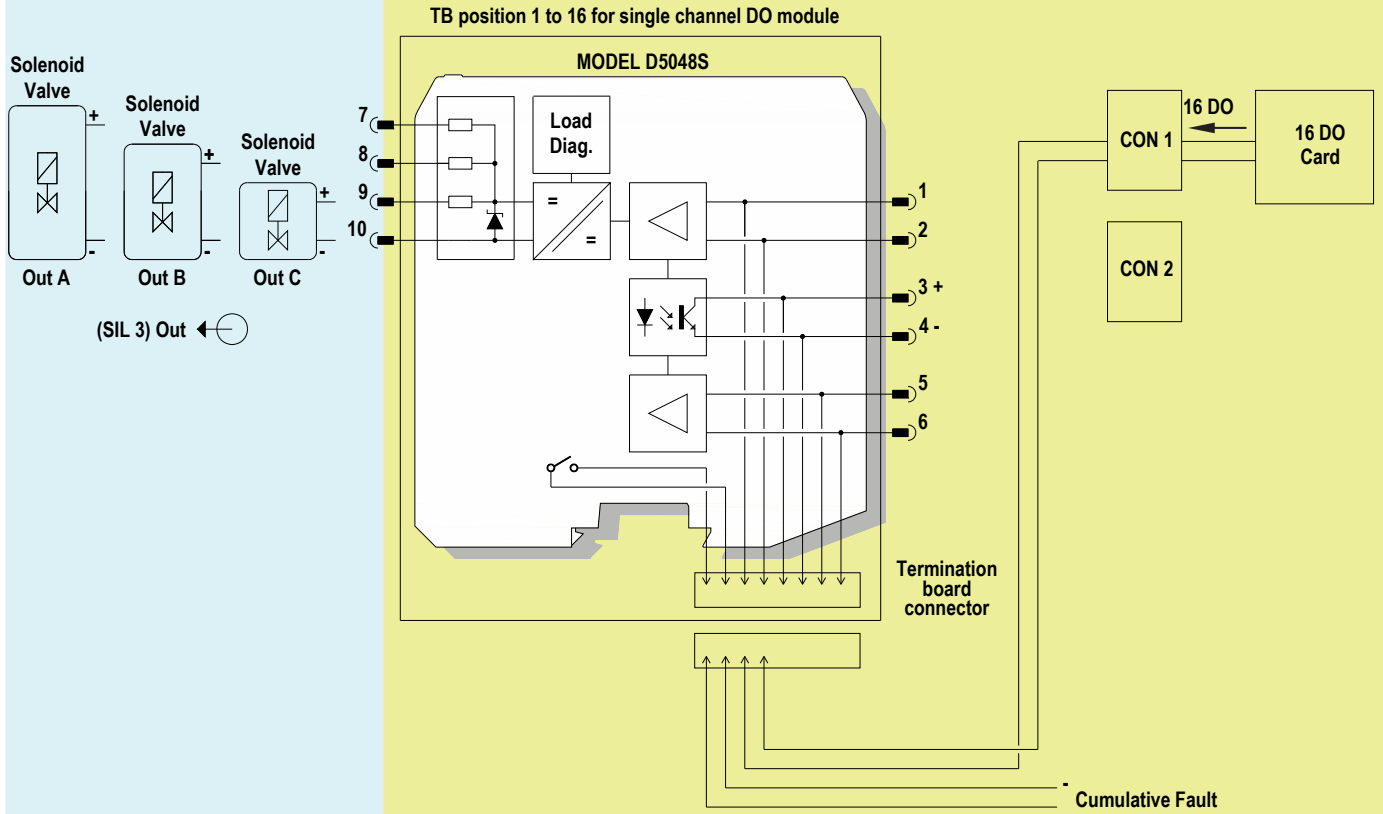 TB position 1 to 16 for single channel DO module
MODEL D5048S
Solenoid
Valve
+
-
Out A
Solenoid
Valve
+
-
Out B
Solenoid
Valve
+
-
Out C
(SIL 3) Out
7
8
9
10
Load
Diag.
=
=
1
2
3 +
4 -
5
6
Termination
board
connector
CON 1
16 DO
16 DO
Card
CON 2
-
Cumulative Fault